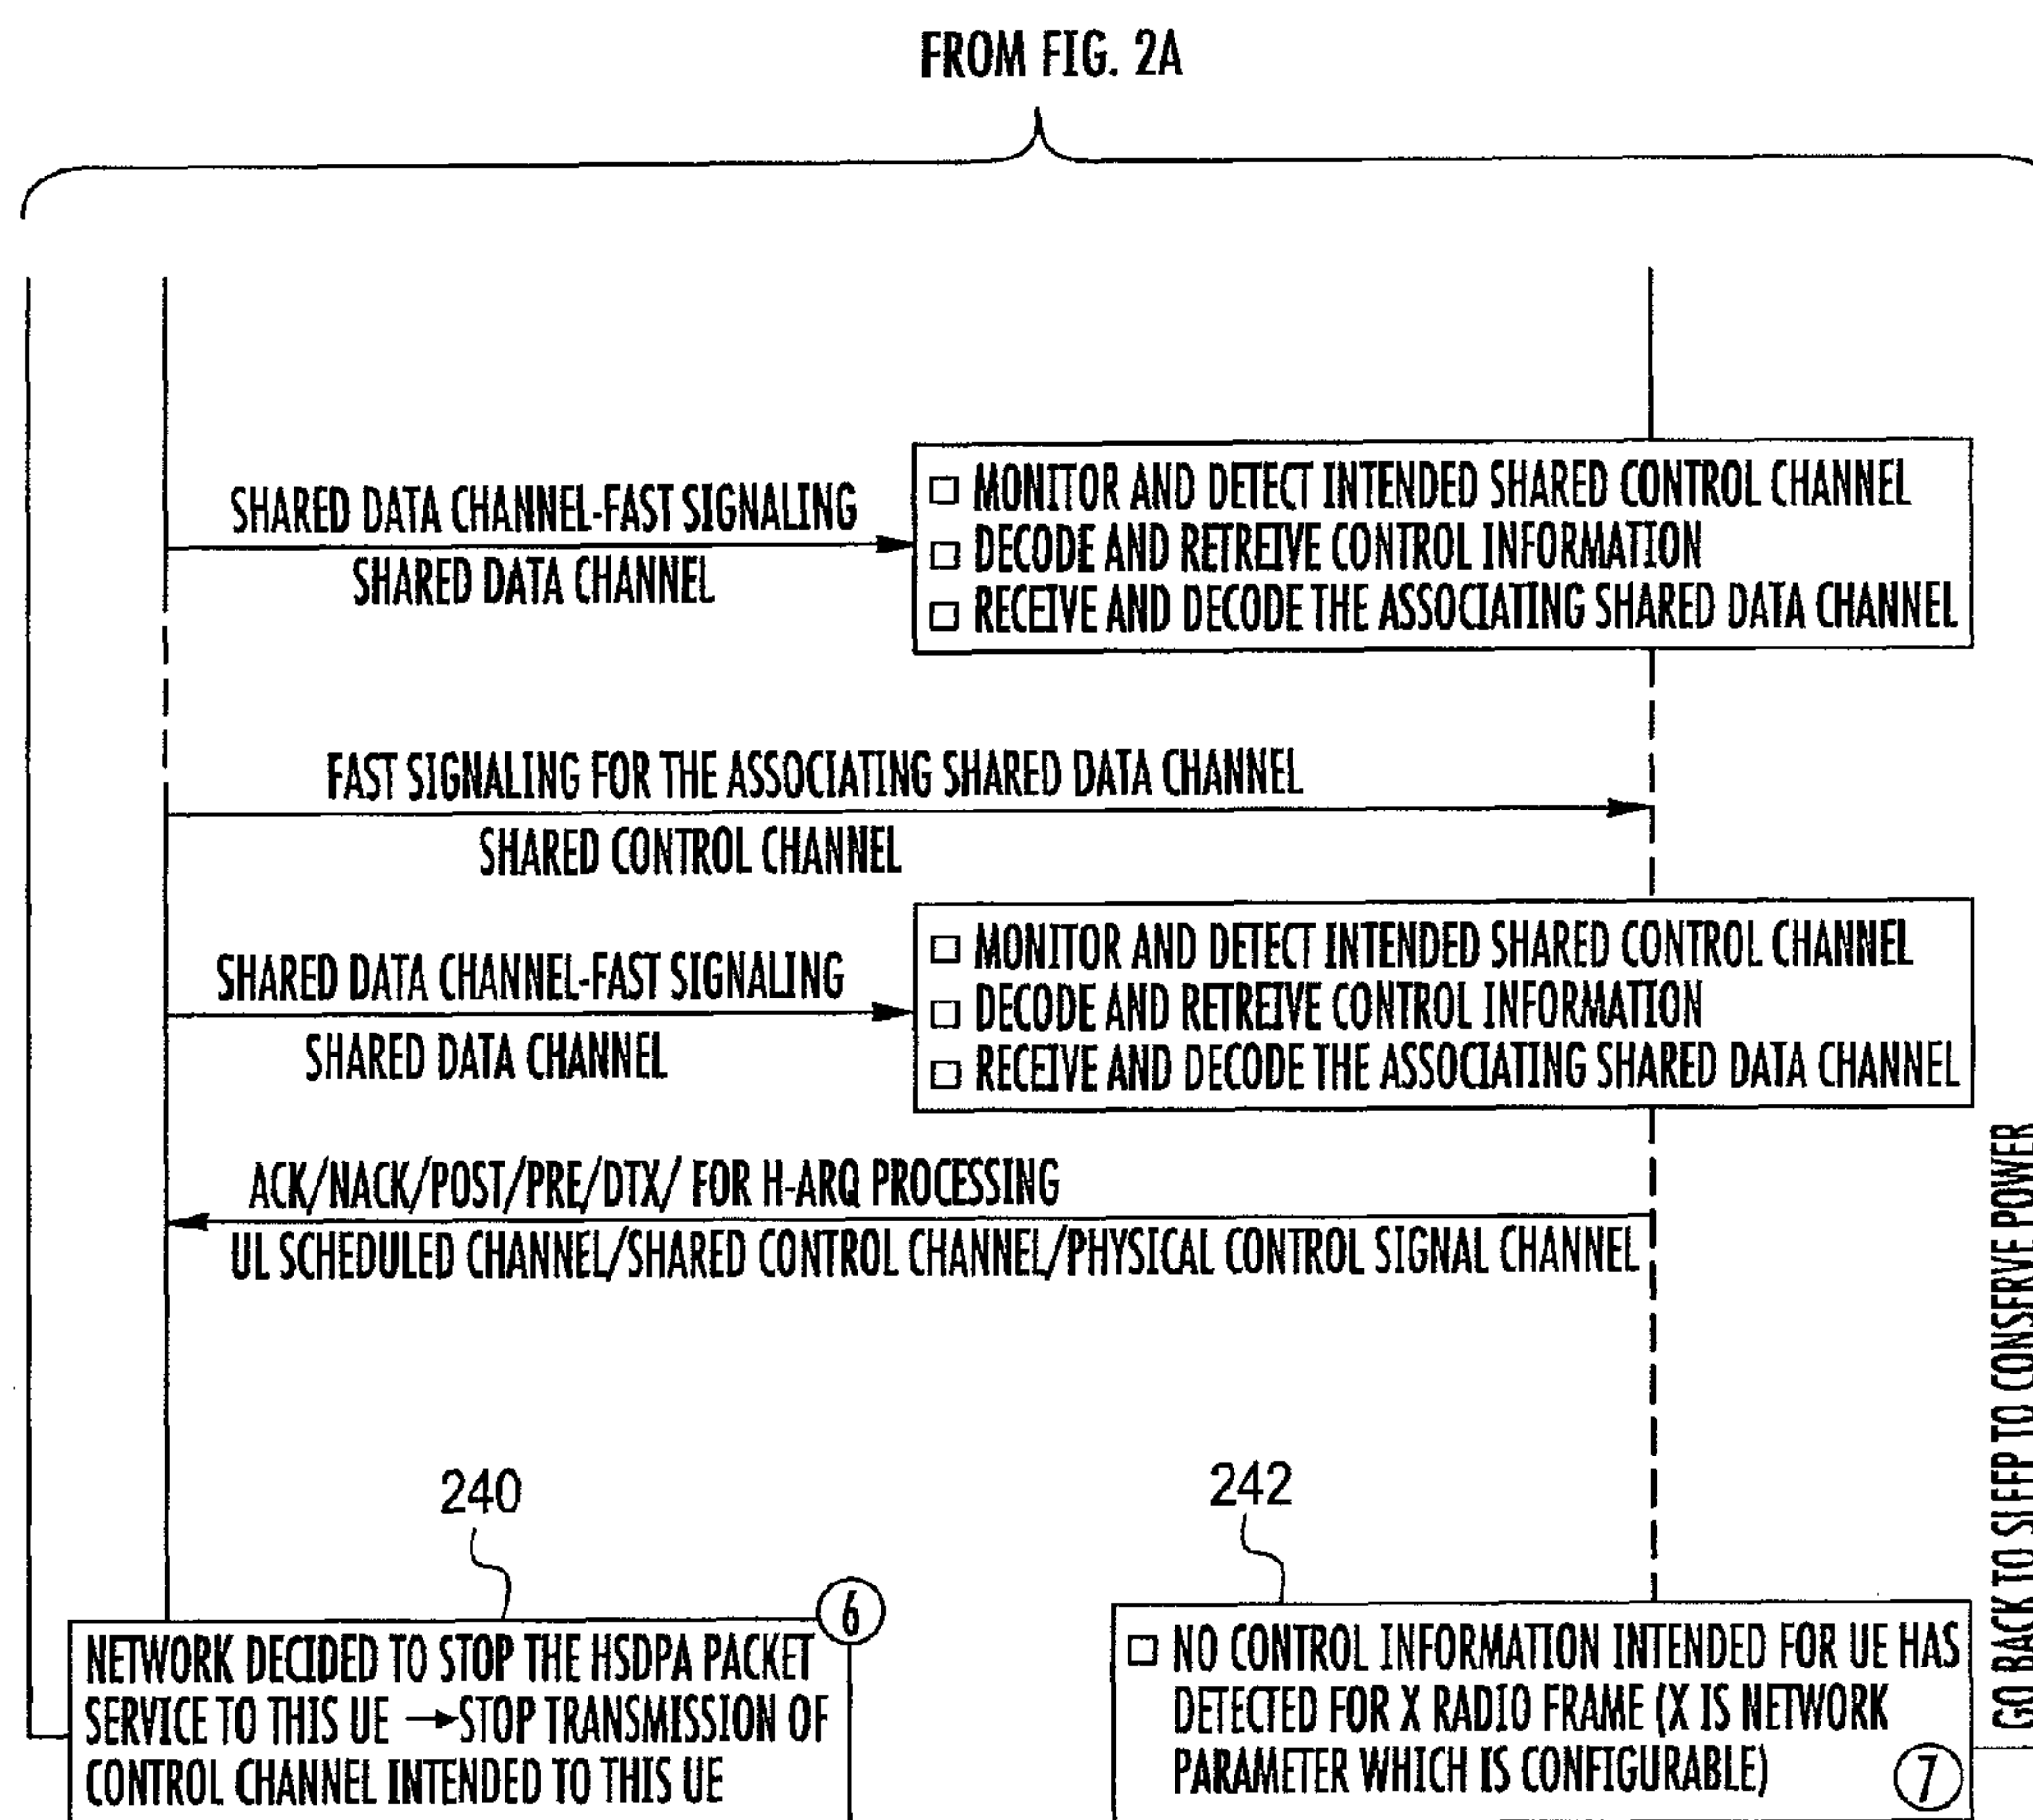 FROM FIG. 2A
SHARED DATA CHANNEL-FAST SIGNALING
SHARED DATA CHANNEL
□ MONITOR AND DETECT INTENDED SHARED CONTROL CHANNEL
□ DECODE AND RETREIVE CONTROL INFORMATION
□ RECEIVE AND DECODE THE ASSOCIATING SHARED DATA CHANNEL
FAST SIGNALING FOR THE ASSOCIATING SHARED DATA CHANNEL
SHARED CONTROL CHANNEL
SHARED DATA CHANNEL-FAST SIGNALING
SHARED DATA CHANNEL
□ MONITOR AND DETECT INTENDED SHARED CONTROL CHANNEL
□ DECODE AND RETREIVE CONTROL INFORMATION
□ RECEIVE AND DECODE THE ASSOCIATING SHARED DATA CHANNEL
ACK/NACK/POST/PRE/DTX/ FOR H-ARQ PROCESSING
UL SCHEDULED CHANNEL/SHARED CONTROL CHANNEL/PHYSICAL CONTROL SIGNAL CHANNEL
GO BACK TO SLEEP TO CONSERVE POWER
240
6
NETWORK DECIDED TO STOP THE HSDPA PACKET
SERVICE TO THIS UE → STOP TRANSMISSION OF
CONTROL CHANNEL INTENDED TO THIS UE
242
□ NO CONTROL INFORMATION INTENDED FOR UE HAS
DETECTED FOR X RADIO FRAME (X IS NETWORK
PARAMETER WHICH IS CONFIGURABLE)
7